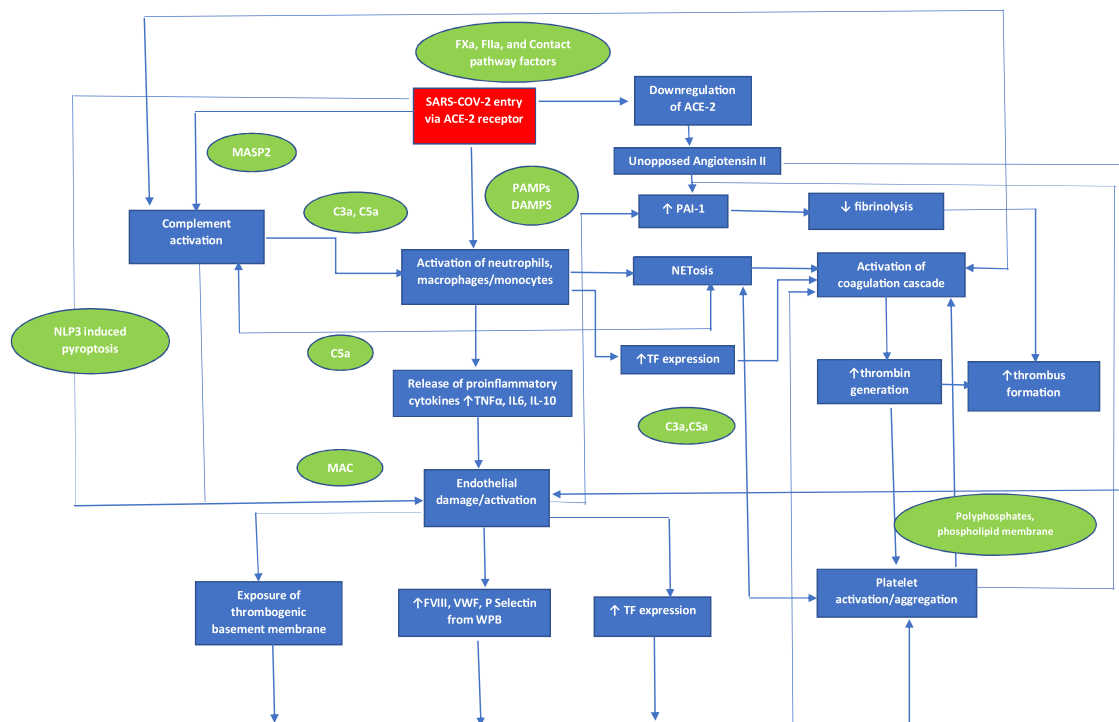 FXa, FIIa, and Contact
pathway factors
SARS-COV-2 entry
via ACE-2 receptor
Downregulation
of ACE-2
MASP2
Unopposed Angiotensin II
PAMPs
DAMPS
C3a, C5a
↑ PAI-1
↓ fibrinolysis
Complement
activation
Activation of neutrophils,
macrophages/monocytes
NETosis
Activation of
coagulation cascade
NLP3 induced
pyroptosis
C5a
↑TF expression
↑thrombin
generation
↑thrombus
formation
Release of proinflammatory
cytokines ↑TNFα, IL6, IL-10
C3a,C5a
MAC
Endothelial
damage/activation
Polyphosphates,
phospholipid membrane
Exposure of
thrombogenic
basement membrane
↑FVIII, VWF, P Selectin
from WPB
↑ TF expression
Platelet
activation/aggregation